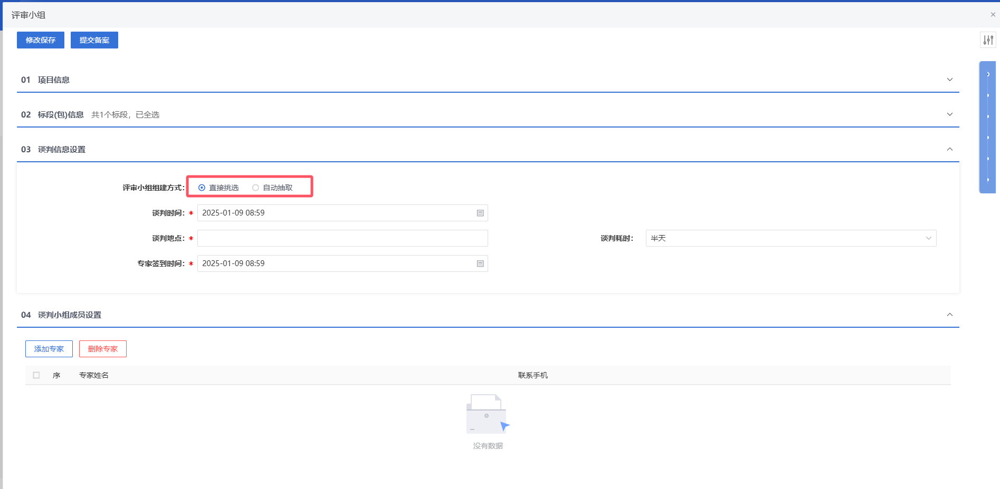 评审小组
修改保存 提交备案
01 项目信息
02 标段(包)信息 共1个标段，已全选
03 谈判信息设置
评审小组组建方式： 直接挑选 自动抽取
谈判时间： * 2025-01-09 08:59
谈判地点： * 谈判耗时： 半天
专家签到时间： * 2025-01-09 08:59
04 谈判小组成员设置
添加专家 删除专家
序 专家姓名 联系手机
没有数据